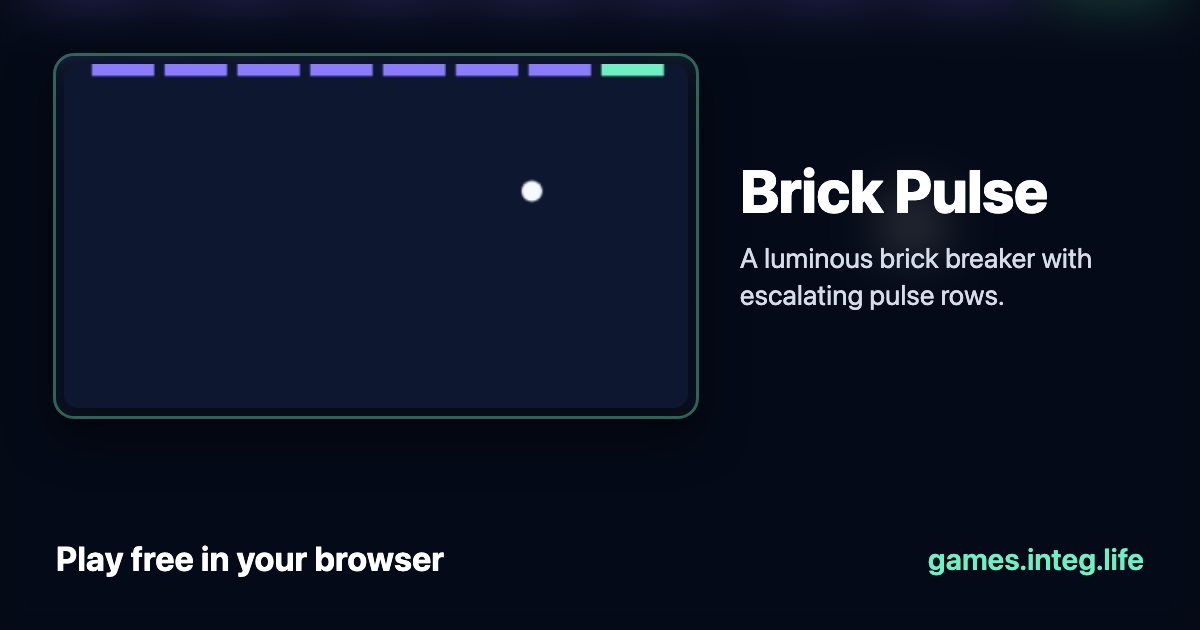 Brick Pulse
A luminous brick breaker with
escalating pulse rows.
Play free in your browser
games.integ.life